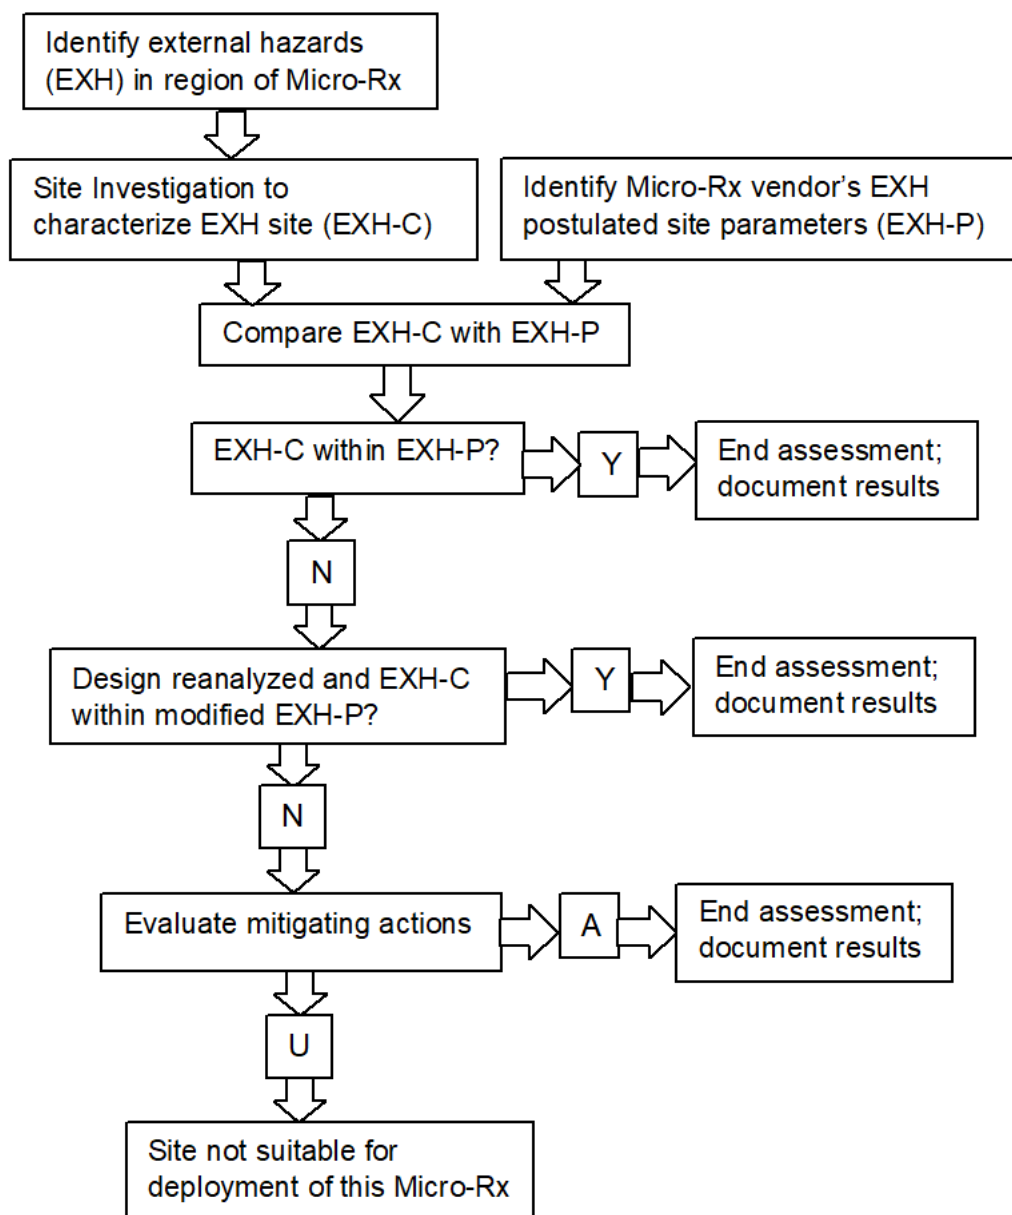 Identify external hazards
(EXH) in region of Micro-Rx
Site Investigation to
characterize EXH site (EXH-C)
Identify Micro-Rx vendor’s EXH
postulated site parameters (EXH-P)
Compare EXH-C with EXH-P
EXH-C within EXH-P?
Y
End assessment;
document results
N
Design reanalyzed and EXH-C
within modified EXH-P?
Y
End assessment;
document results
N
Evaluate mitigating actions
A
End assessment;
document results
U
Site not suitable for
deployment of this Micro-Rx